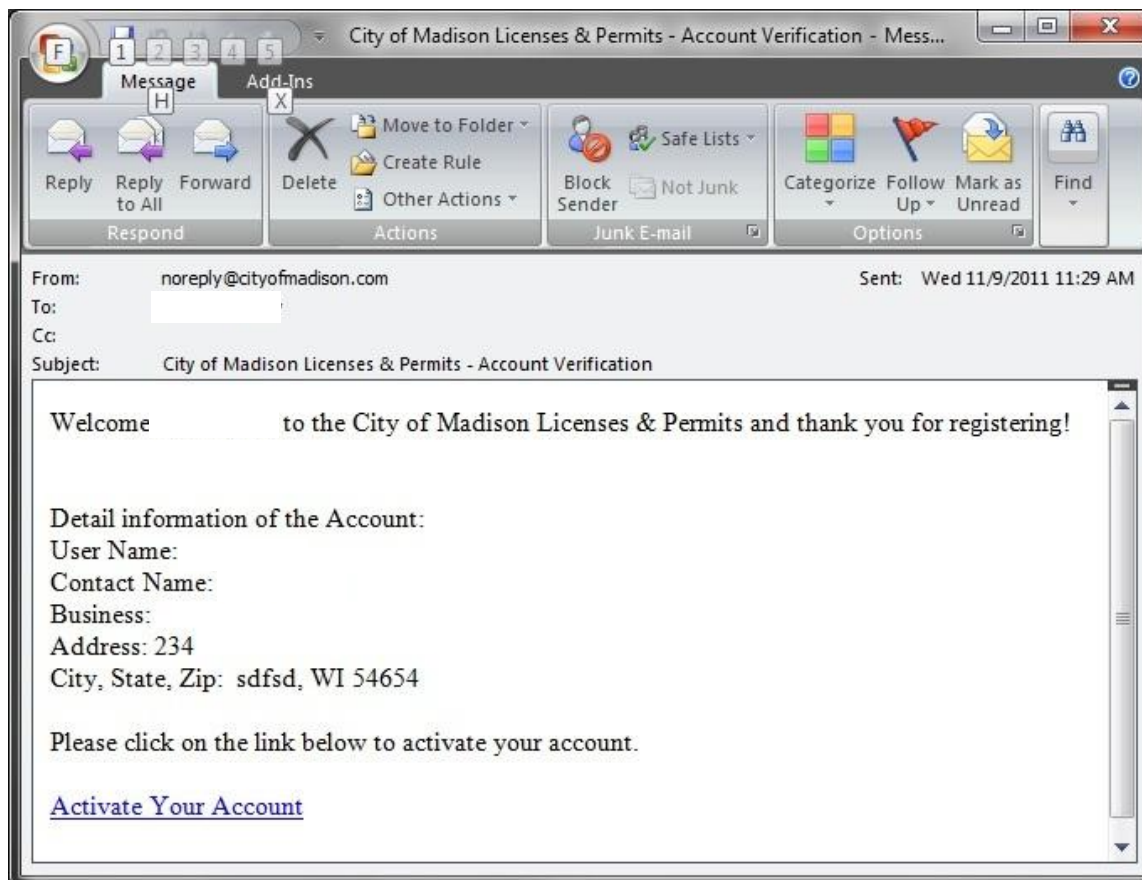 City of Madison Licenses & Permits - Account Verification - Mess...
F 1 2 3 4 5
Message Add-Ins
H X
Reply
Reply to All
Forward
Delete
Move to Folder
Create Rule
Other Actions
Block Sender
Safe Lists
Not Junk
Categorize
Follow Up
Mark as Unread
Find
Respond
Actions
Junk E-mail
Options
From: noreply@cityofmadison.com Sent: Wed 11/9/2011 11:29 AM
To:
Cc:
Subject: City of Madison Licenses & Permits - Account Verification
Welcome to the City of Madison Licenses & Permits and thank you for registering!
Detail information of the Account:
User Name:
Contact Name:
Business:
Address: 234
City, State, Zip: sdfsd, WI 54654
Please click on the link below to activate your account.
Activate Your Account